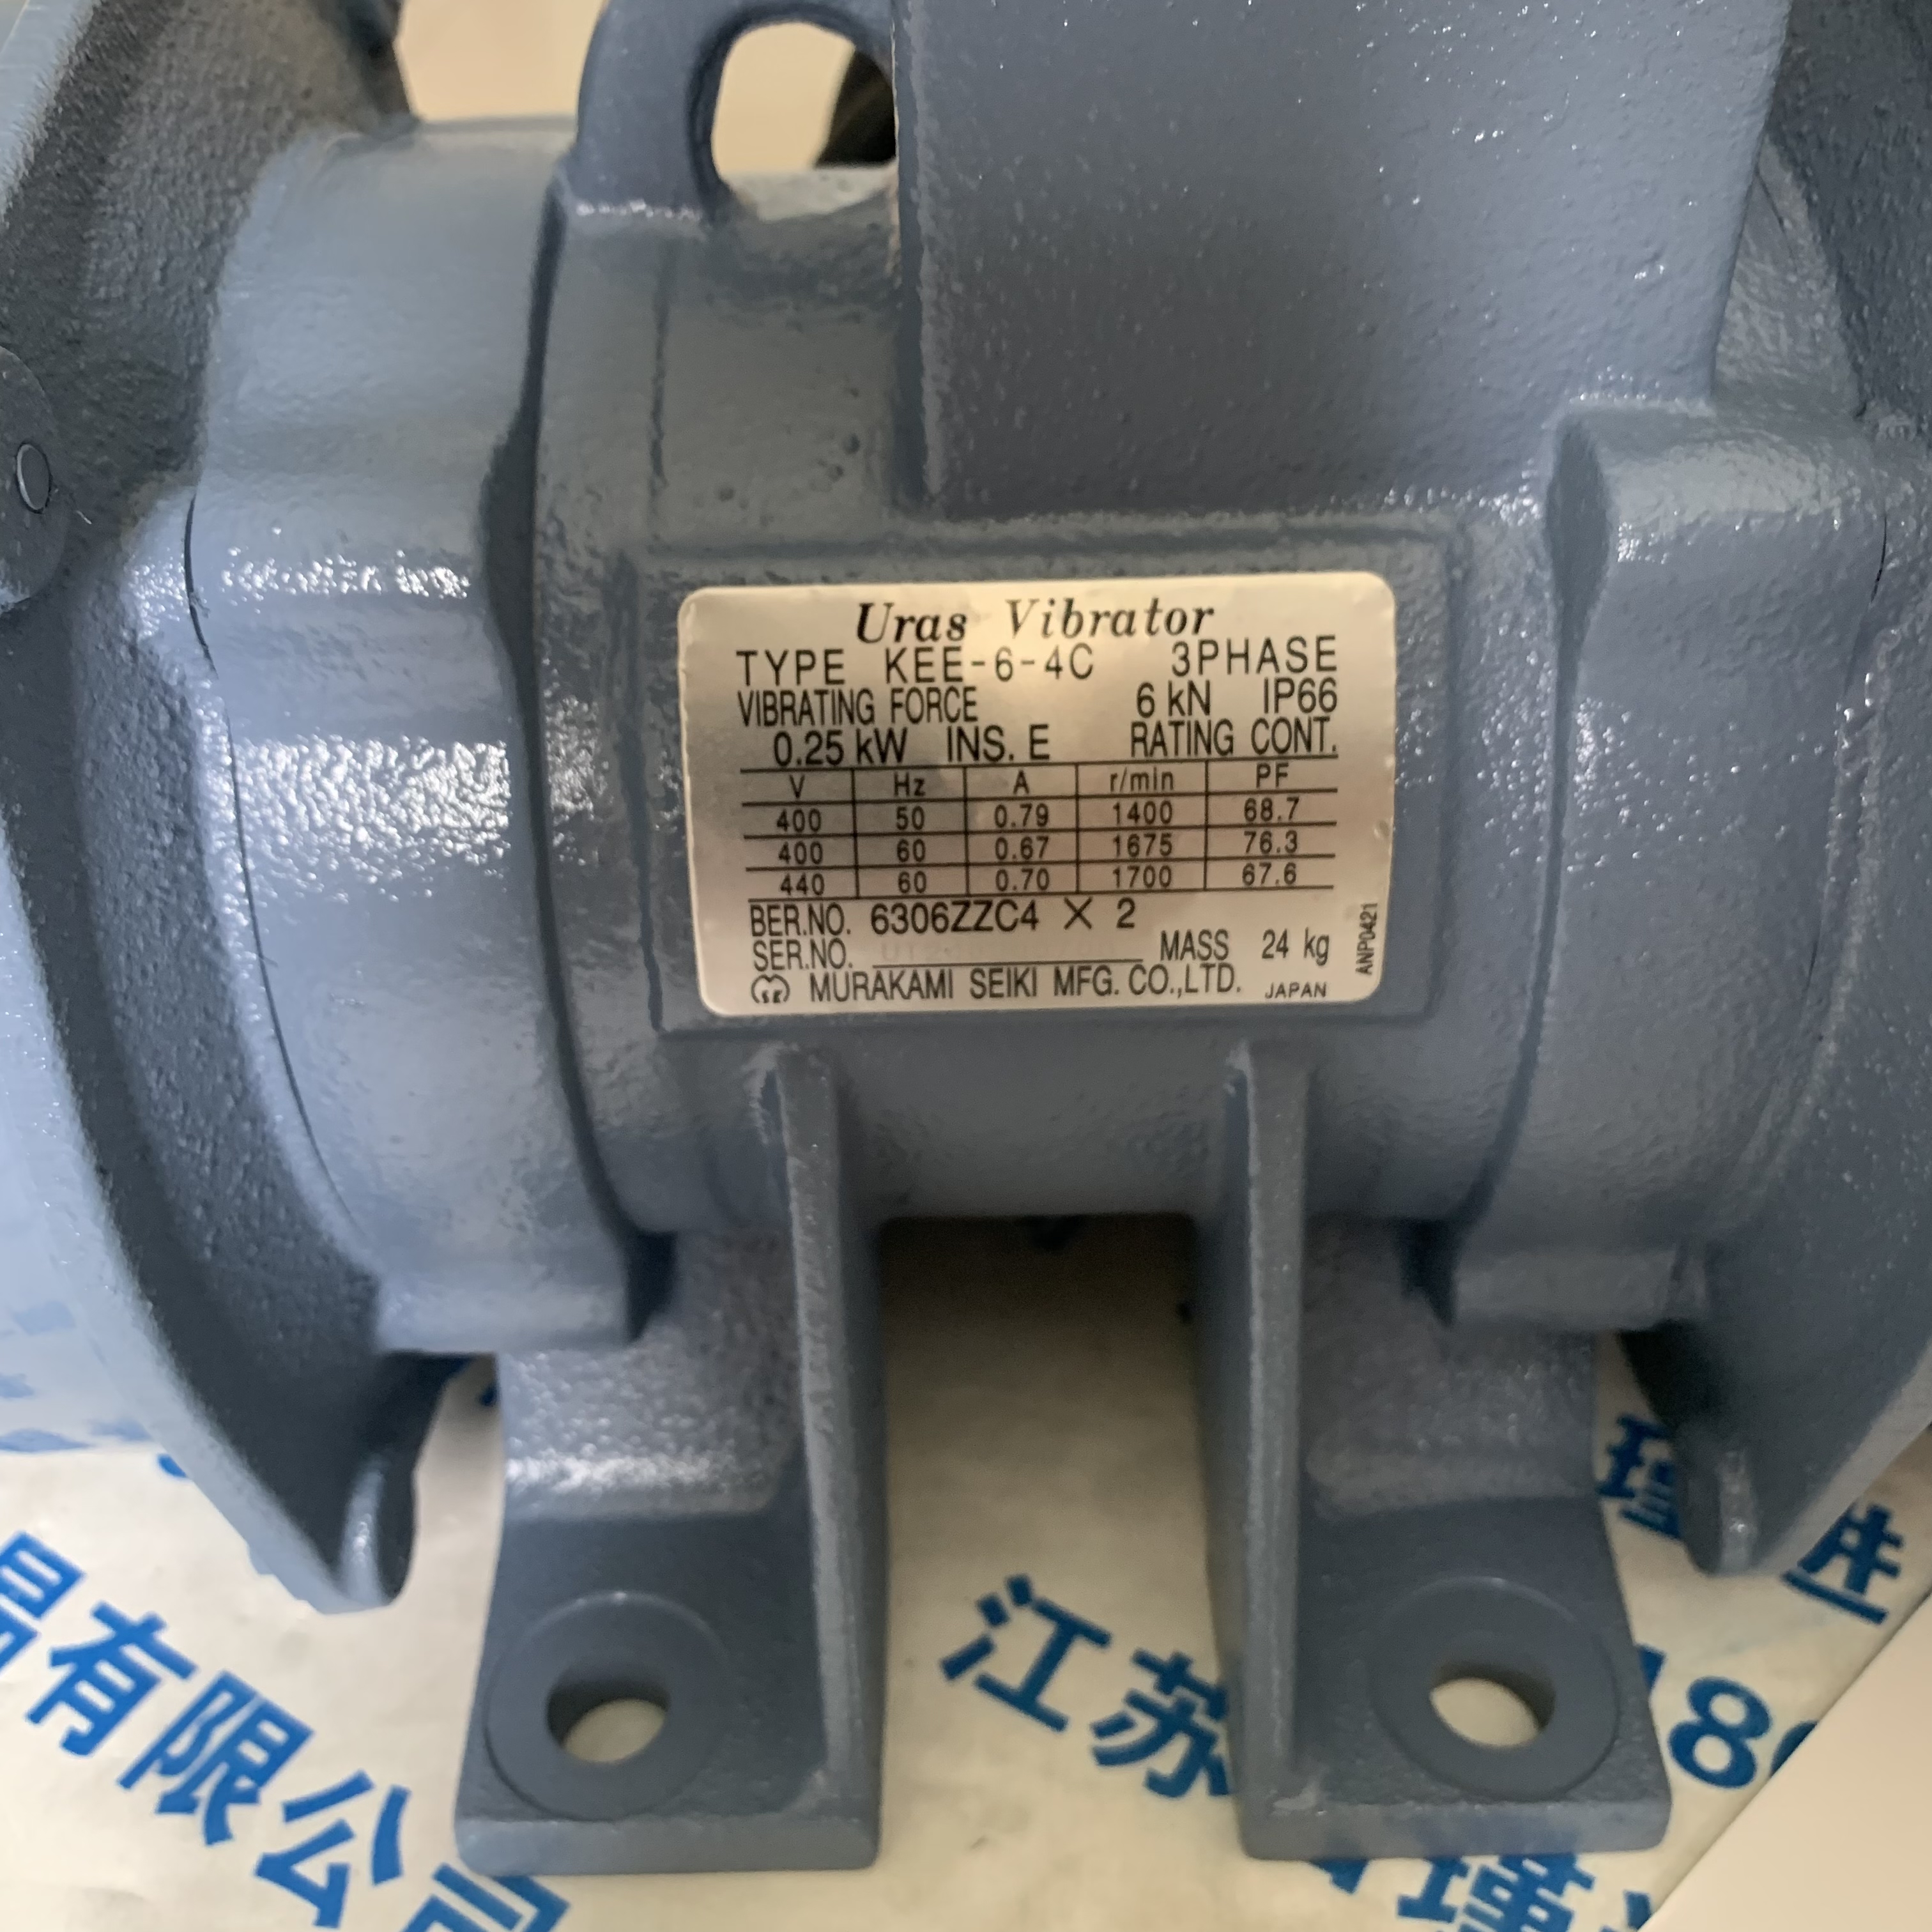 Uras Vibrator
TYPE KEE-6-4C 3PHASE
VIBRATING FORCE 6 kN IP66
0.25 kW INS. E RATING CONT.
V Hz A r/min PF
400 50 0.79 1400 68.7
400 60 0.67 1675 76.3
440 60 0.70 1700 67.6
BER.NO. 6306ZZC4 × 2
SER.NO. MASS 24 kg
MURAKAMI SEIKI MFG. CO.,LTD. JAPAN
ANP0421
有限公司
江苏